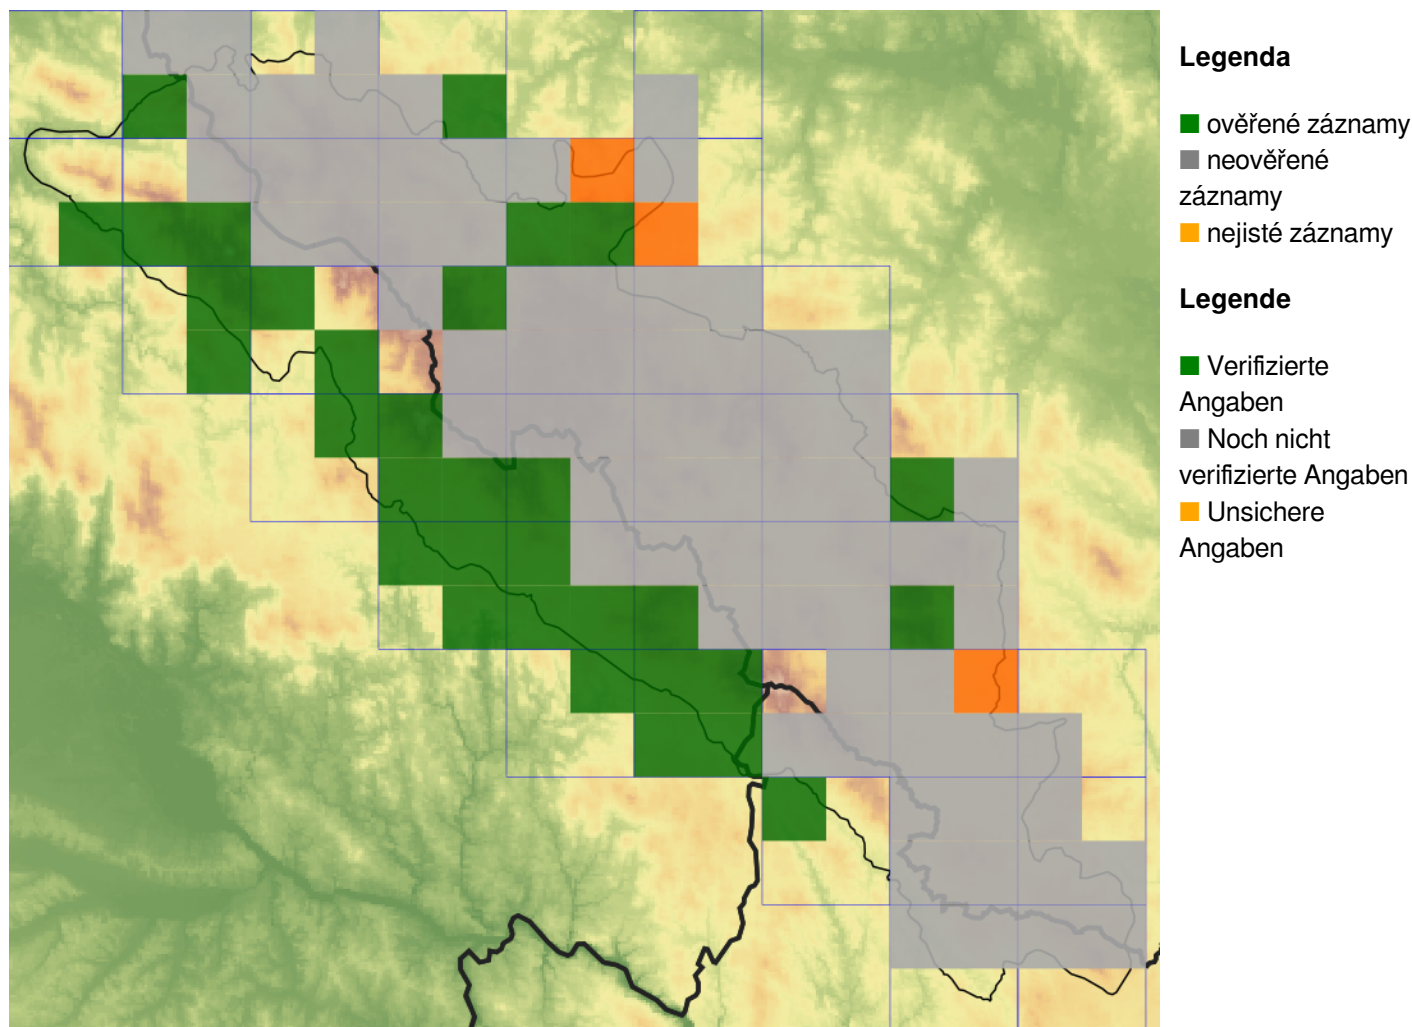 Legenda
ověřené záznamy
neověřené
záznamy
nejisté záznamy
Legende
Verifizierte
Angaben
Noch nicht
verifizierte Angaben
Unsichere
Angaben